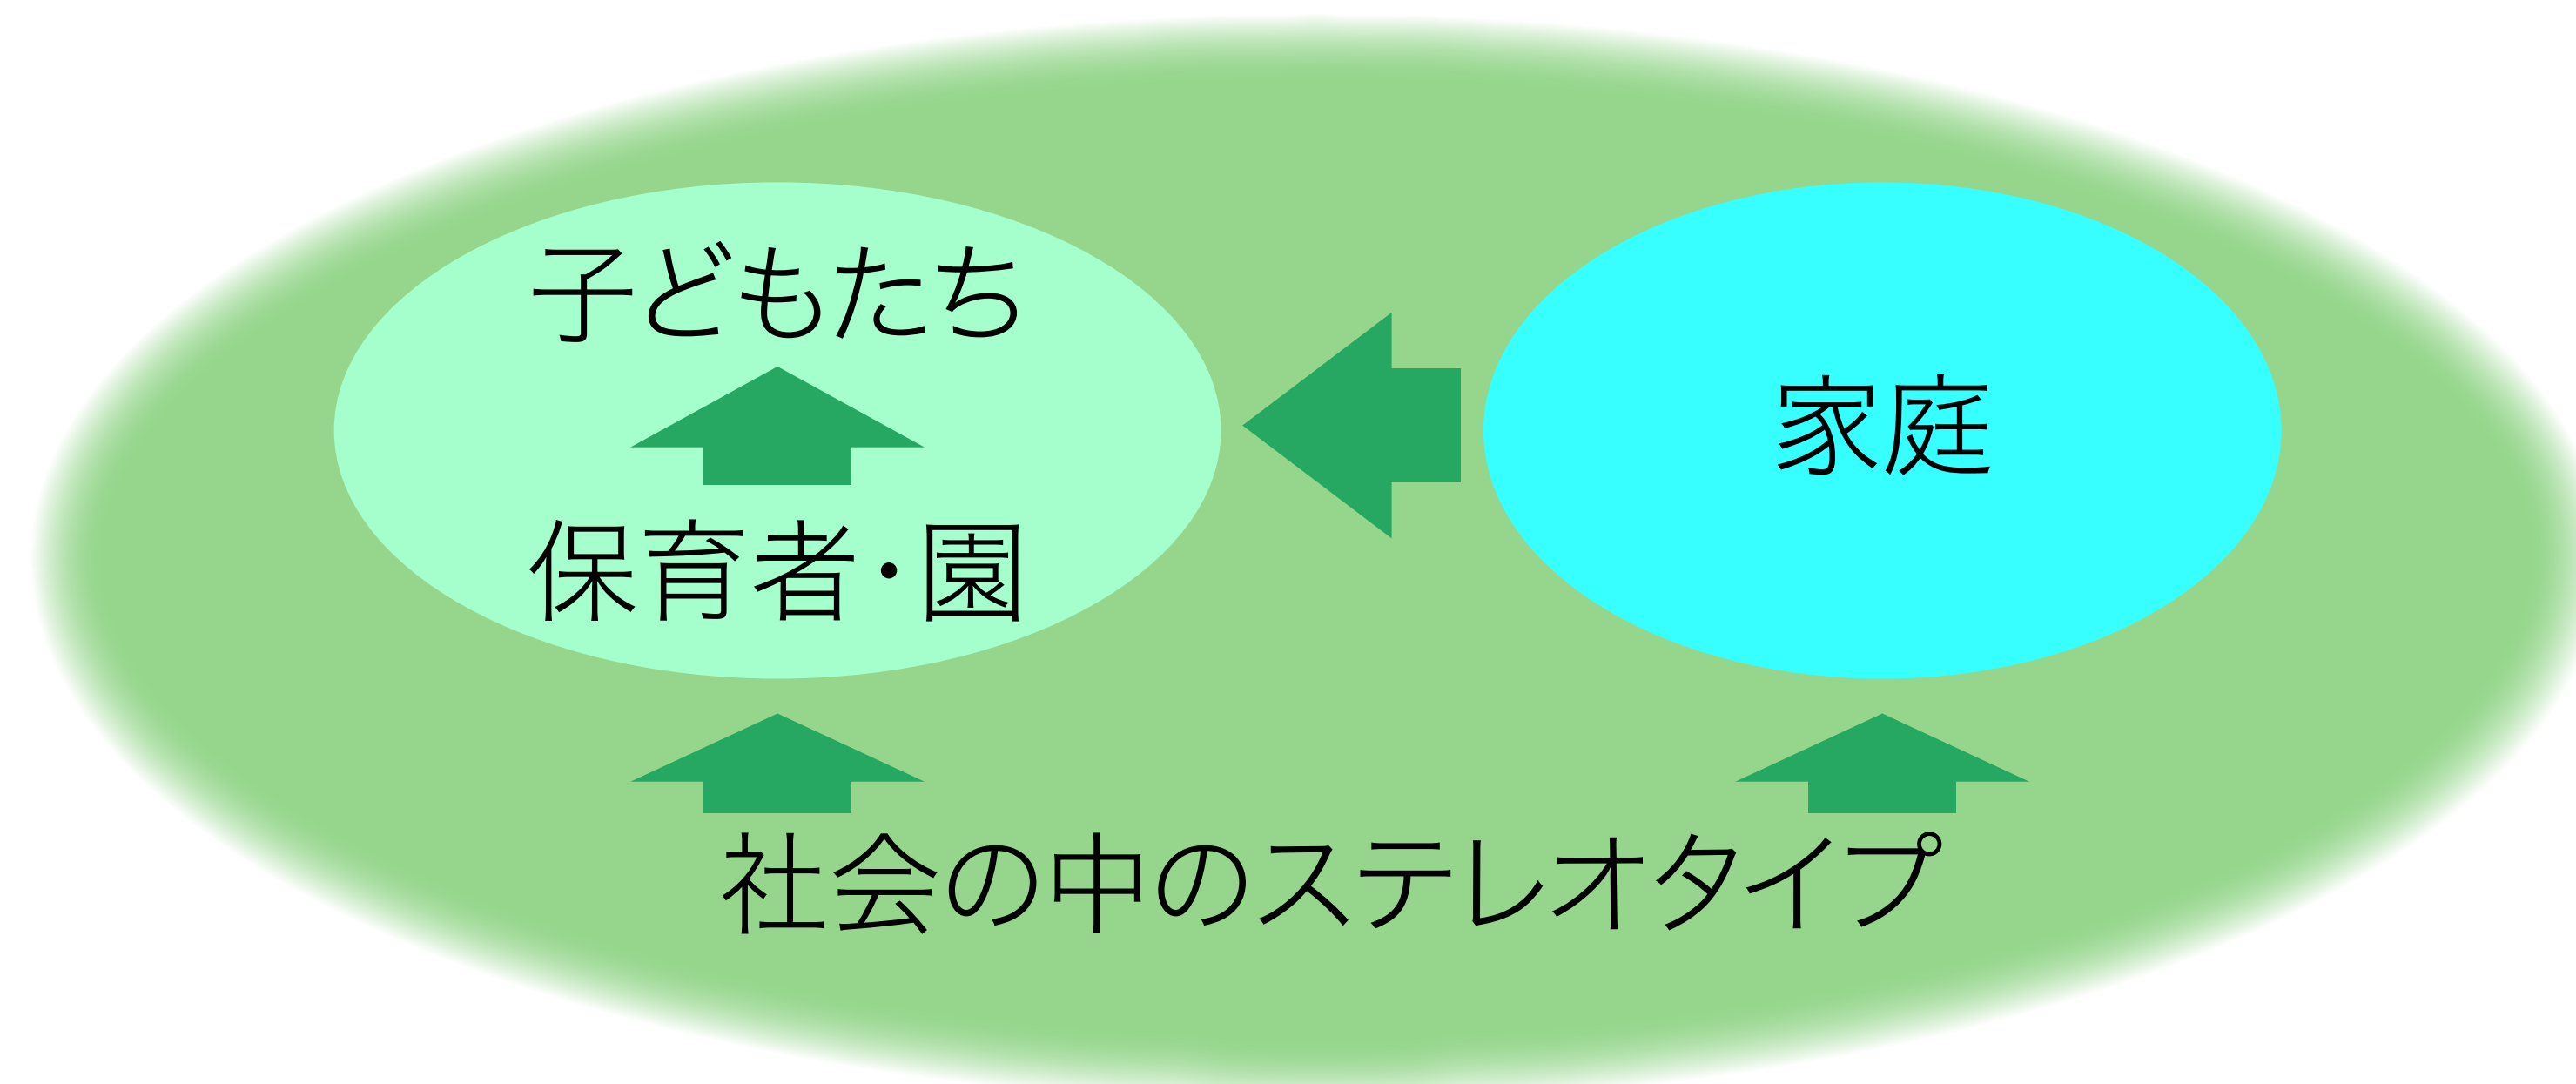 子どもたち
保育者・園
家庭
社会の中のステレオタイプ